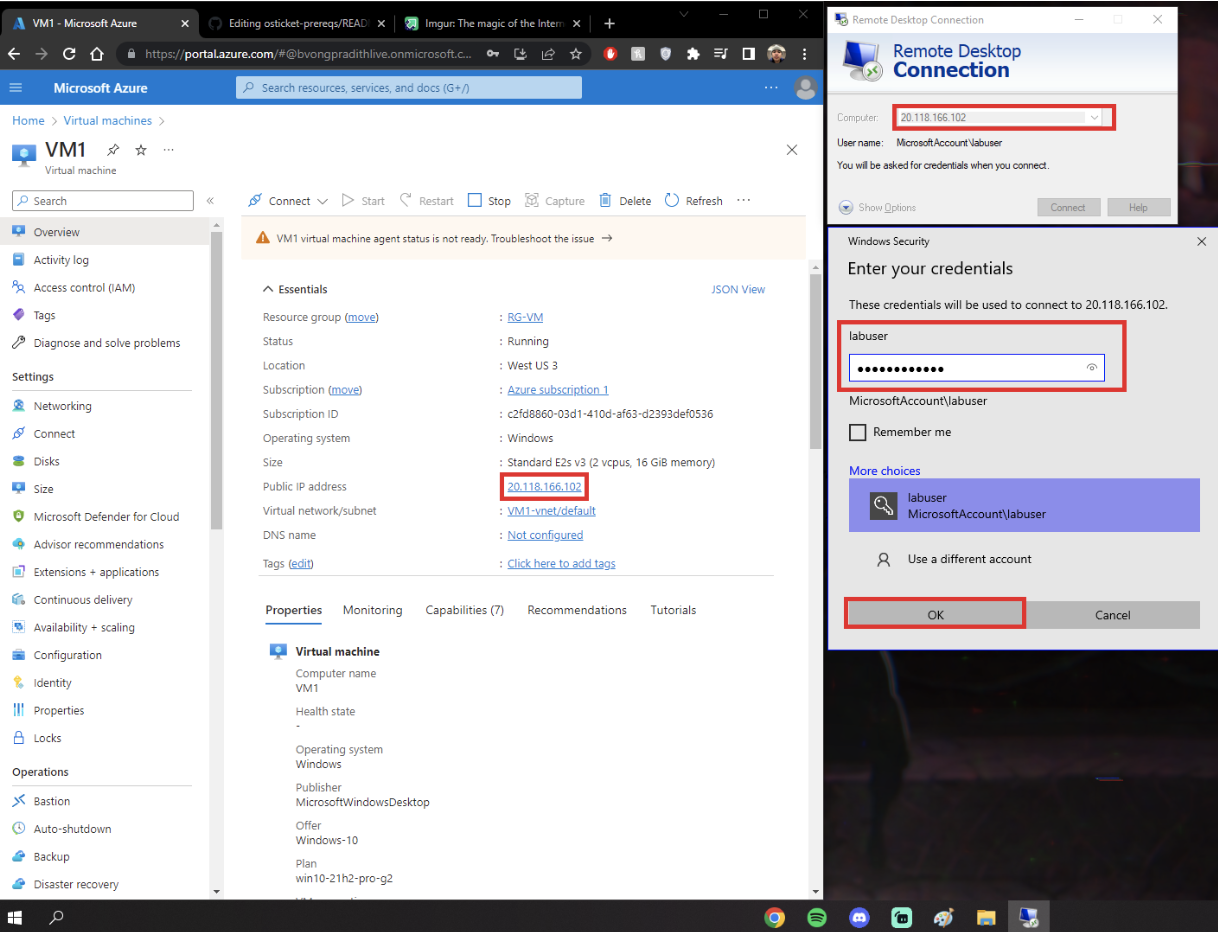 VM1 - Microsoft Azure
Editing osticket-prereqs/READ
Imgur: The magic of the Intern
https://portal.azure.com/#@bvongpradithlive.onmicrosoft.c...
Microsoft Azure
Search resources, services, and docs (G+/)
Home > Virtual machines >
VM1
Virtual machine
Search
Overview
Activity log
Access control (IAM)
Tags
Diagnose and solve problems
Settings
Networking
Connect
Disks
Size
Microsoft Defender for Cloud
Advisor recommendations
Extensions + applications
Continuous delivery
Availability + scaling
Configuration
Identity
Properties
Locks
Operations
Bastion
Auto-shutdown
Backup
Disaster recovery
Connect Start Restart Stop Capture Delete Refresh
VM1 virtual machine agent status is not ready. Troubleshoot the issue →
Essentials
JSON View
Resource group (move) : RG-VM
Status : Running
Location : West US 3
Subscription (move) : Azure subscription 1
Subscription ID : c2fd8860-03d1-410d-af63-d2393def0536
Operating system : Windows
Size : Standard E2s v3 (2 vcpus, 16 GiB memory)
Public IP address : 20.118.166.102
Virtual network/subnet : VM1-vnet/default
DNS name : Not configured
Tags (edit) : Click here to add tags
Properties Monitoring Capabilities (7) Recommendations Tutorials
Virtual machine
Computer name
VM1
Health state
-
Operating system
Windows
Publisher
MicrosoftWindowsDesktop
Offer
Windows-10
Plan
win10-21h2-pro-g2
Remote Desktop Connection
Remote Desktop
Connection
Computer: 20.118.166.102
User name: MicrosoftAccount\labuser
You will be asked for credentials when you connect.
Show Options
Connect
Help
Windows Security
Enter your credentials
These credentials will be used to connect to 20.118.166.102.
labuser
●●●●●●●●●●●●
MicrosoftAccount\labuser
Remember me
More choices
labuser
MicrosoftAccount\labuser
Use a different account
OK
Cancel